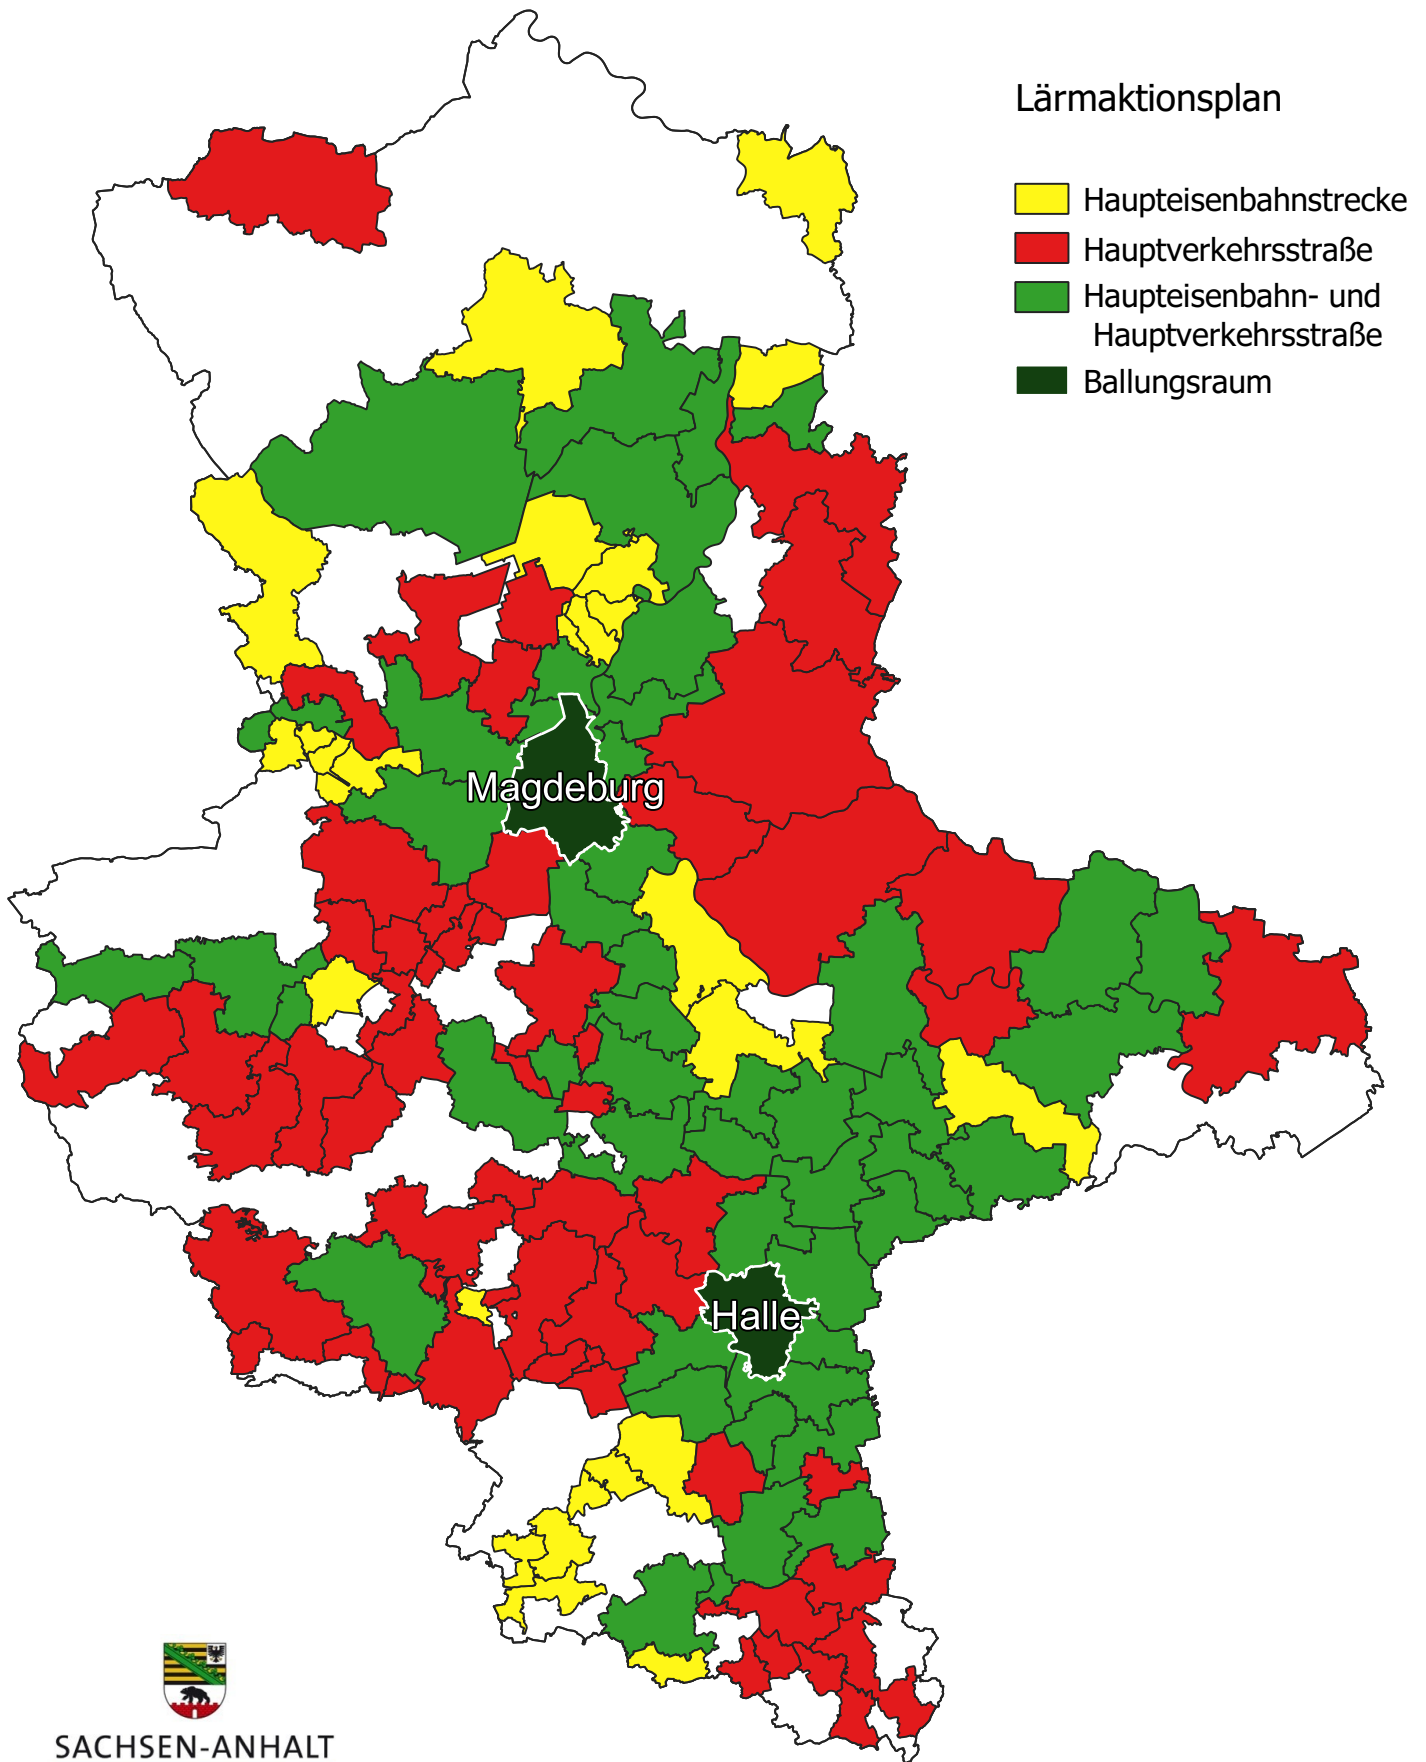 Lärmaktionsplan
Haupteisenbahnstrecke
Hauptverkehrsstraße
Haupteisenbahn- und
Hauptverkehrsstraße
Ballungsraum
Magdeburg
Halle
SACHSEN-ANHALT